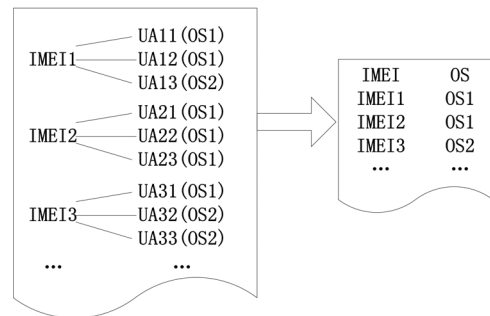 UA11(OS1)
IMEI1 UA12(OS1)
UA13(OS2)
UA21(OS1)
IMEI2 UA22(OS1)
UA23(OS1)
UA31(OS1)
IMEI3 UA32(OS2)
UA33(OS2)
… …
IMEI OS
IMEI1 OS1
IMEI2 OS1
IMEI3 OS2
… …